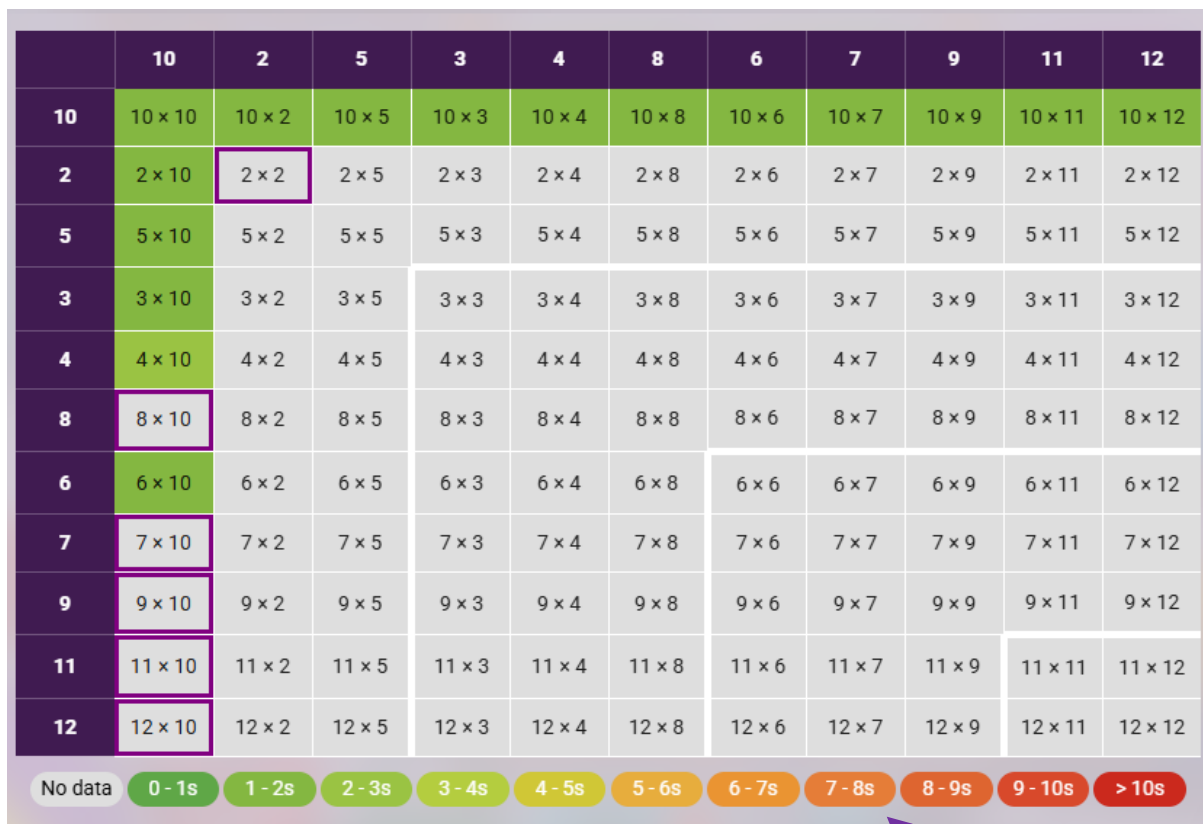 10 2 5 3 4 8 6 7 9 11 12
10 10 × 10 10 × 2 10 × 5 10 × 3 10 × 4 10 × 8 10 × 6 10 × 7 10 × 9 10 × 11 10 × 12
2 2 × 10 2 × 2 2 × 5 2 × 3 2 × 4 2 × 8 2 × 6 2 × 7 2 × 9 2 × 11 2 × 12
5 5 × 10 5 × 2 5 × 5 5 × 3 5 × 4 5 × 8 5 × 6 5 × 7 5 × 9 5 × 11 5 × 12
3 3 × 10 3 × 2 3 × 5 3 × 3 3 × 4 3 × 8 3 × 6 3 × 7 3 × 9 3 × 11 3 × 12
4 4 × 10 4 × 2 4 × 5 4 × 3 4 × 4 4 × 8 4 × 6 4 × 7 4 × 9 4 × 11 4 × 12
8 8 × 10 8 × 2 8 × 5 8 × 3 8 × 4 8 × 8 8 × 6 8 × 7 8 × 9 8 × 11 8 × 12
6 6 × 10 6 × 2 6 × 5 6 × 3 6 × 4 6 × 8 6 × 6 6 × 7 6 × 9 6 × 11 6 × 12
7 7 × 10 7 × 2 7 × 5 7 × 3 7 × 4 7 × 8 7 × 6 7 × 7 7 × 9 7 × 11 7 × 12
9 9 × 10 9 × 2 9 × 5 9 × 3 9 × 4 9 × 8 9 × 6 9 × 7 9 × 9 9 × 11 9 × 12
11 11 × 10 11 × 2 11 × 5 11 × 3 11 × 4 11 × 8 11 × 6 11 × 7 11 × 9 11 × 11 11 × 12
12 12 × 10 12 × 2 12 × 5 12 × 3 12 × 4 12 × 8 12 × 6 12 × 7 12 × 9 12 × 11 12 × 12
No data 0 - 1s 1 - 2s 2 - 3s 3 - 4s 4 - 5s 5 - 6s 6 - 7s 7 - 8s 8 - 9s 9 - 10s > 10s